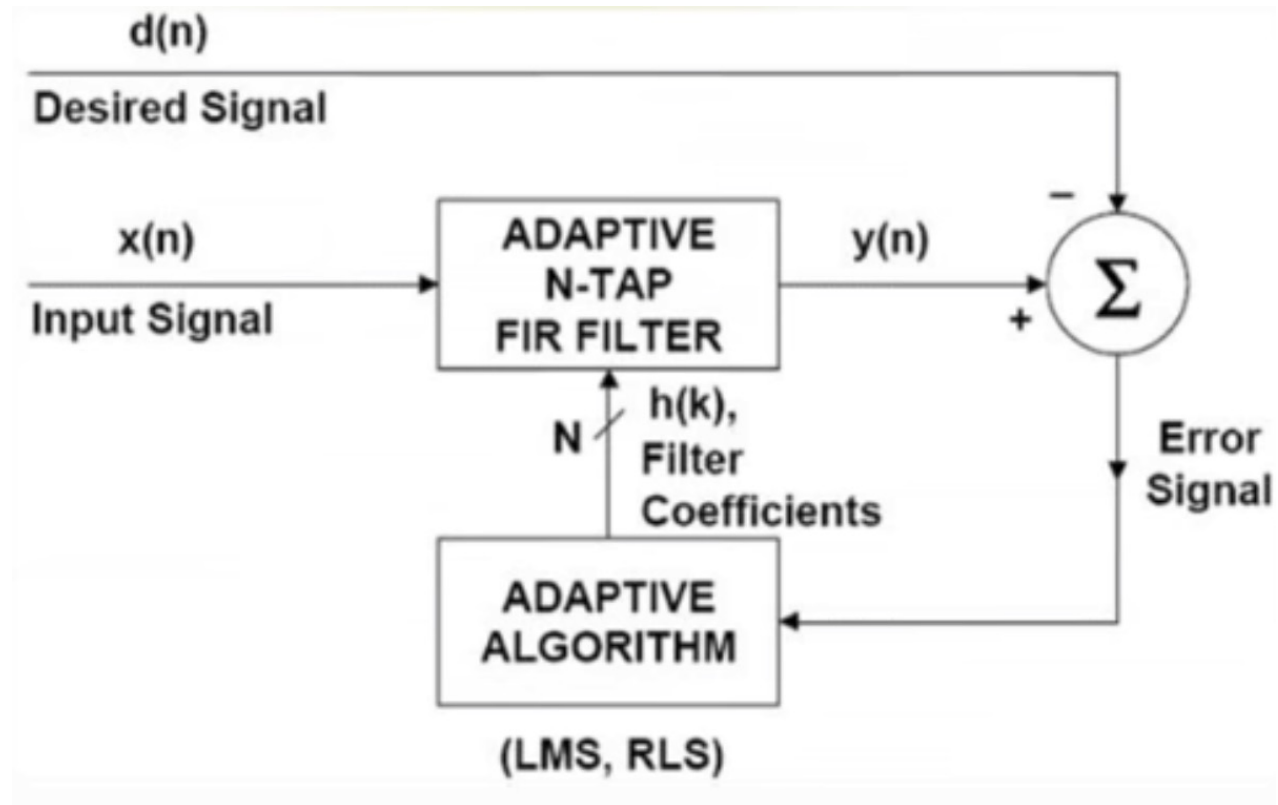 d(n)
Desired Signal
x(n)
Input Signal
ADAPTIVE
N-TAP
FIR FILTER
y(n)
−
+
Σ
N
h(k),
Filter
Coefficients
Error
Signal
ADAPTIVE
ALGORITHM
(LMS, RLS)